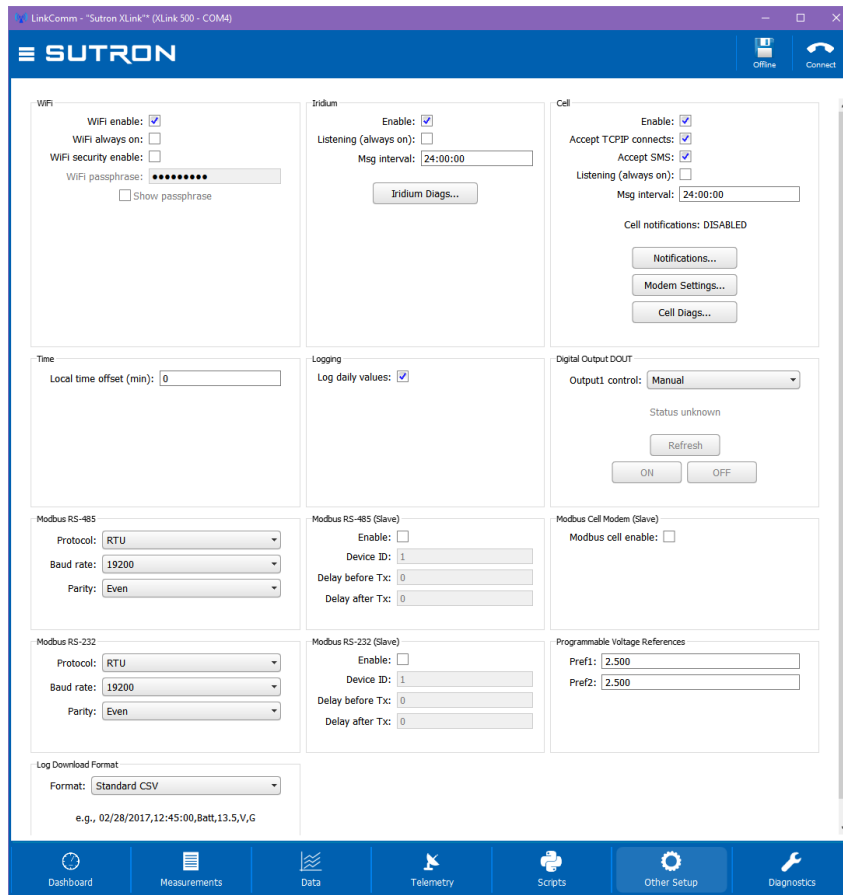 LinkComm - "Sutron XLink"* (XLink 500 - COM4)
SUTRON
Offline
Connect
WiFi
WiFi enable:
WiFi always on:
WiFi security enable:
WiFi passphrase: ●●●●●●●●●
Show passphrase
Iridium
Enable:
Listening (always on):
Msg interval: 24:00:00
Iridium Diags...
Cell
Enable:
Accept TCPIP connects:
Accept SMS:
Listening (always on):
Msg interval: 24:00:00
Cell notifications: DISABLED
Notifications...
Modem Settings...
Cell Diags...
Time
Local time offset (min): 0
Logging
Log daily values:
Digital Output DOUT
Output1 control: Manual
Status unknown
Refresh
ON OFF
Modbus RS-485
Protocol: RTU
Baud rate: 19200
Parity: Even
Modbus RS-485 (Slave)
Enable:
Device ID: 1
Delay before Tx: 0
Delay after Tx: 0
Modbus Cell Modem (Slave)
Modbus cell enable:
Modbus RS-232
Protocol: RTU
Baud rate: 19200
Parity: Even
Modbus RS-232 (Slave)
Enable:
Device ID: 1
Delay before Tx: 0
Delay after Tx: 0
Programmable Voltage References
Pref1: 2.500
Pref2: 2.500
Log Download Format
Format: Standard CSV
e.g., 02/28/2017,12:45:00,Batt,13.5,V,G
Dashboard Measurements Data Telemetry Scripts Other Setup Diagnostics